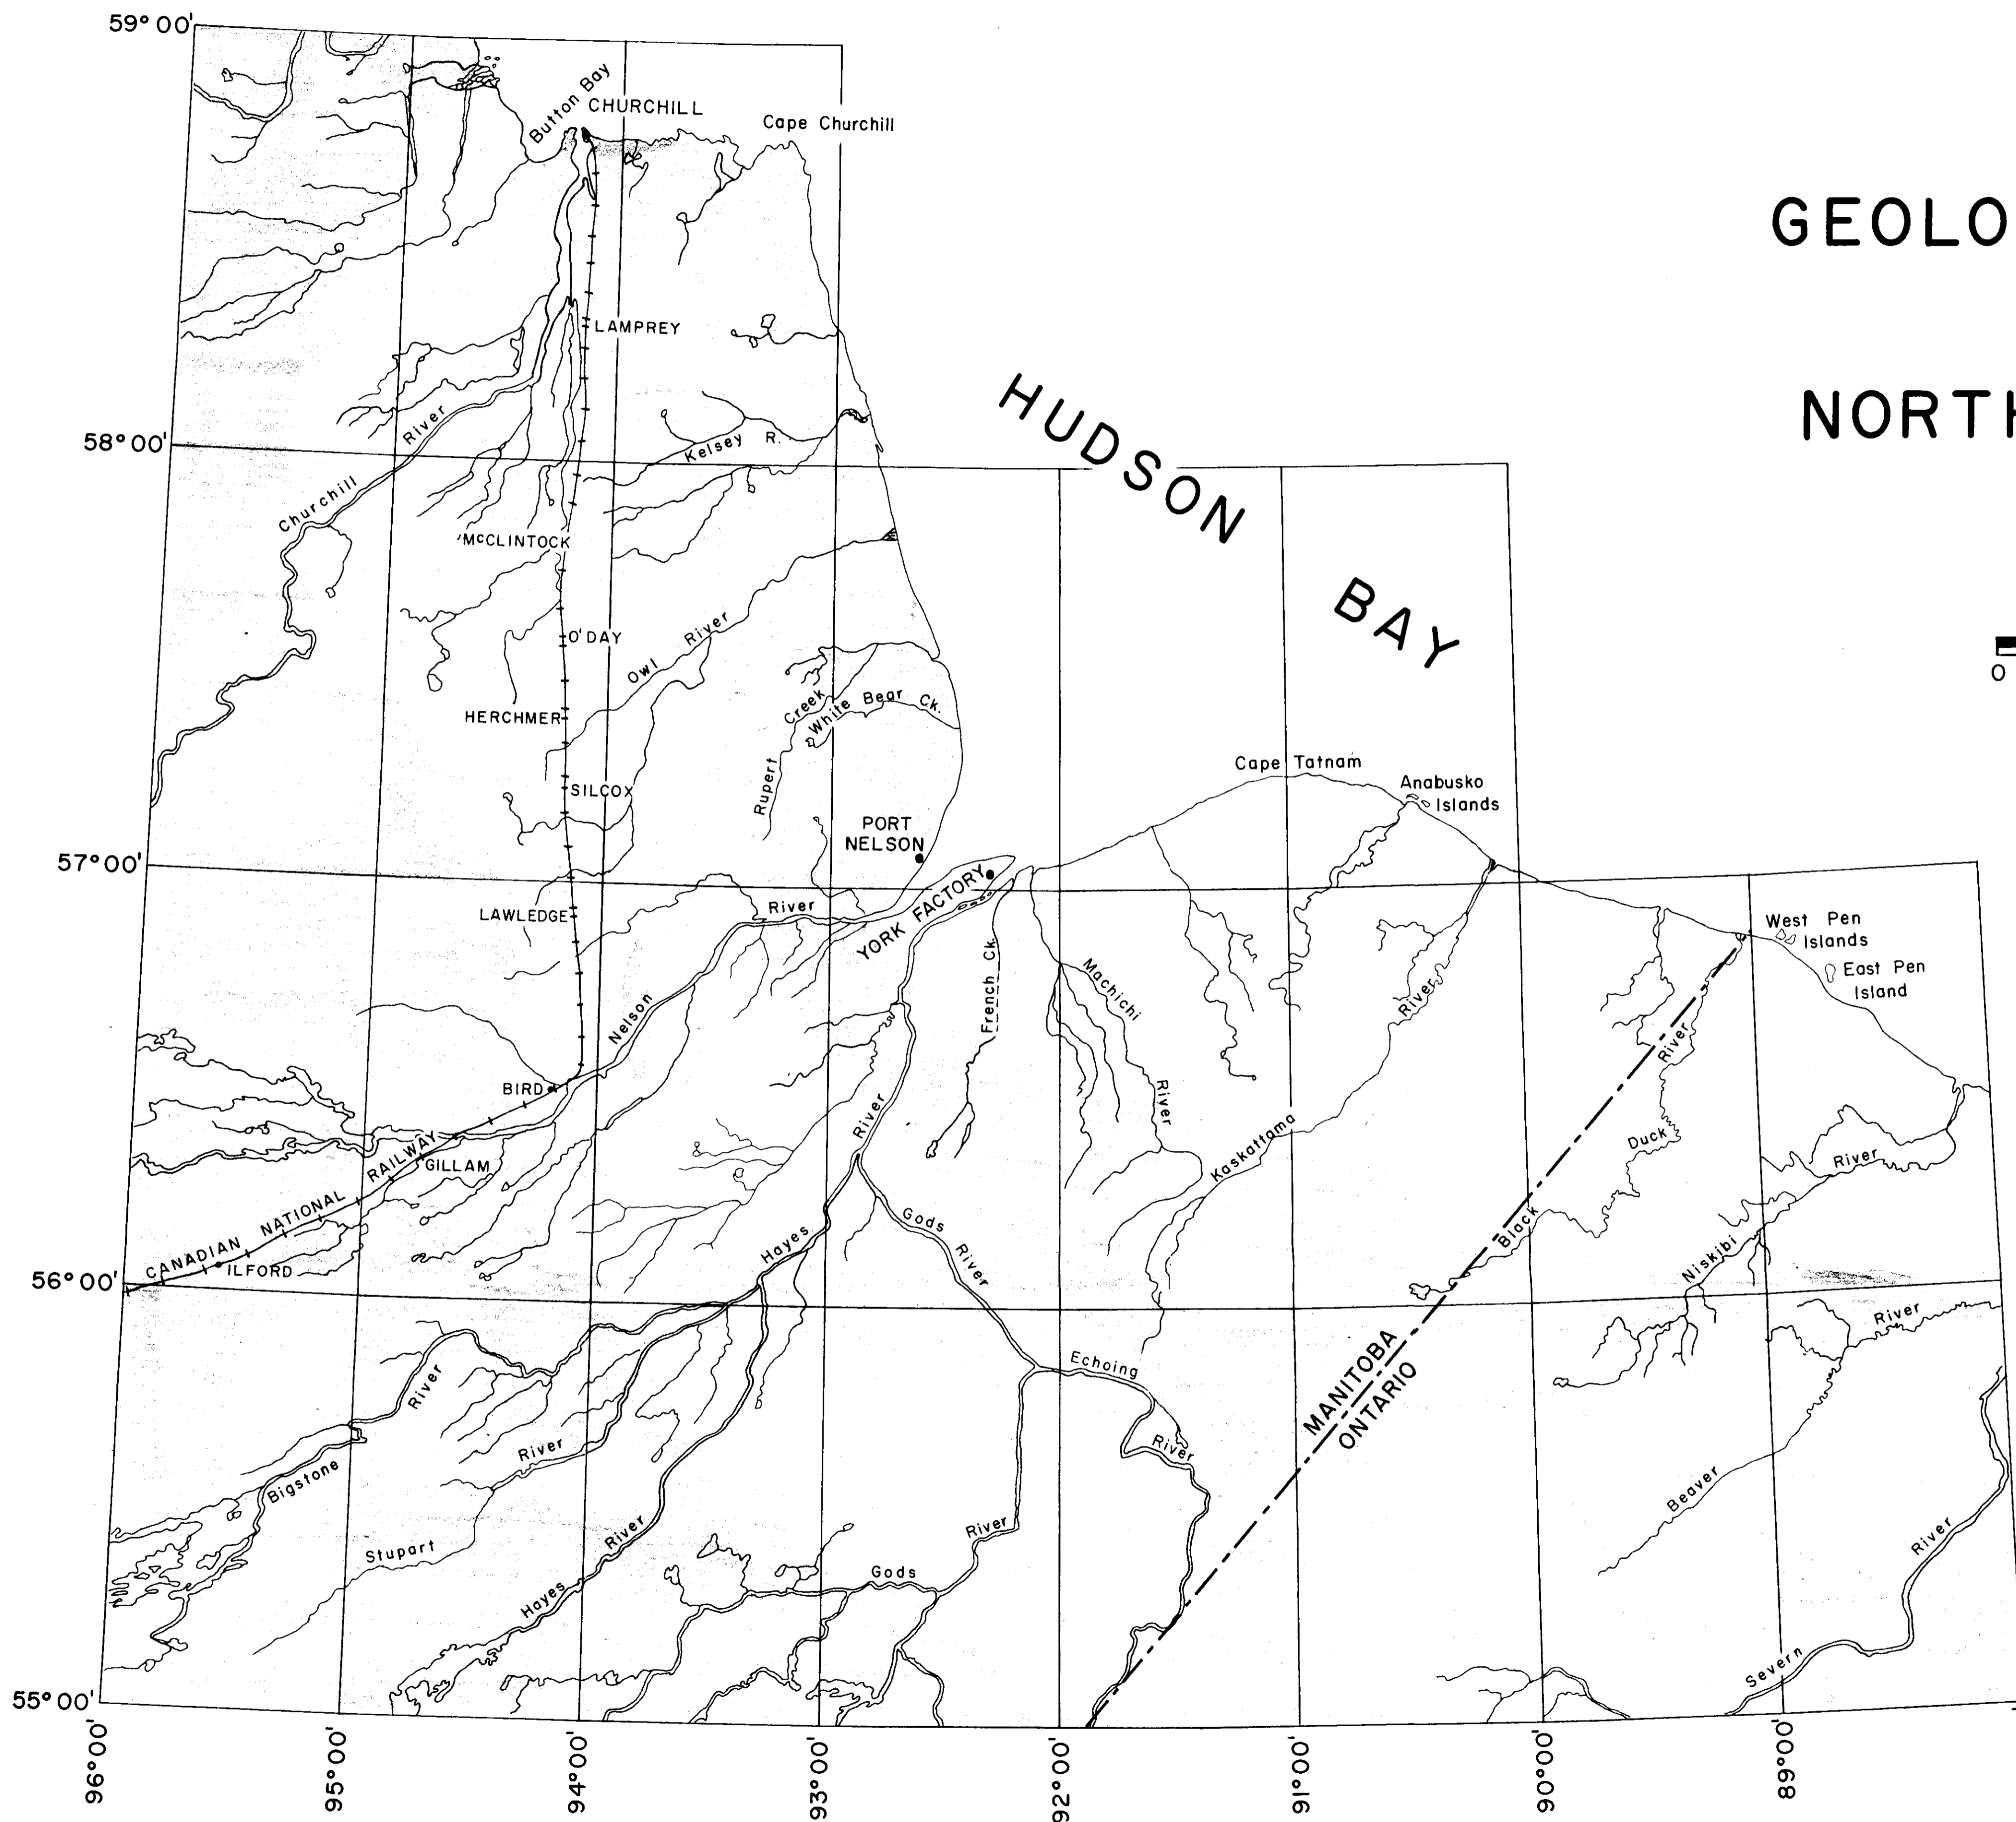 59° 00'
Button Bay
CHURCHILL
Cape Churchill
GEOLO
LAMPREY
NORTH
HUDSON
BAY
River
58° 00'
Kelsey R.
Churchill
McCLINTOCK
O'DAY
Owl River
0
HERCHMER
Creek
White Bear Ck.
Rupert
SILCOX
Cape Tatnam
Anabusko
Islands
PORT
NELSON
57° 00'
LAWLEDGE
River
YORK FACTORY
West Pen
Islands
East Pen
Island
French Ck.
Machichi
River
Nelson
River
River
BIRD
River
River
Kaskattama
Duck
River
RAILWAY
GILLAM
NATIONAL
CANADIAN
ILFORD
56° 00'
Hayes
Gods
River
Black
Niskibi
River
Echoing
River
MANITOBA
ONTARIO
River
River
Bigstone
Beaver
Stupart
River
River
River
Hayes
Gods
Severn
55° 00'
96° 00'
95° 00'
94° 00'
93° 00'
92° 00'
91° 00'
90° 00'
89° 00'